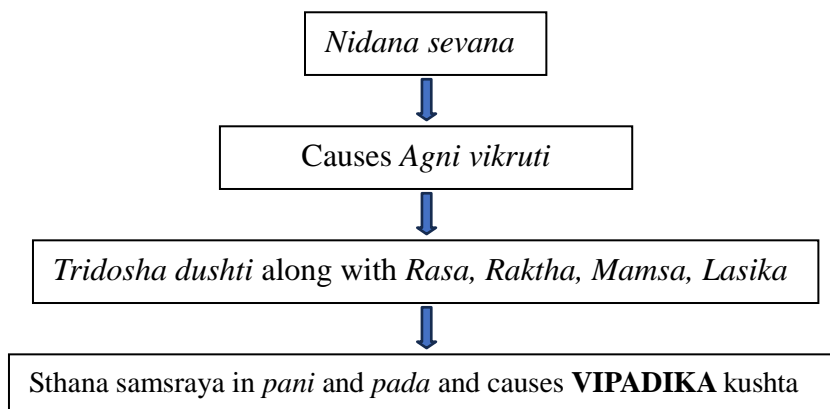 Nidana sevana
Causes Agni vikruti
Tridosha dushti along with Rasa, Raktha, Mamsa, Lasika
Sthana samsraya in pani and pada and causes VIPADIKA kushta